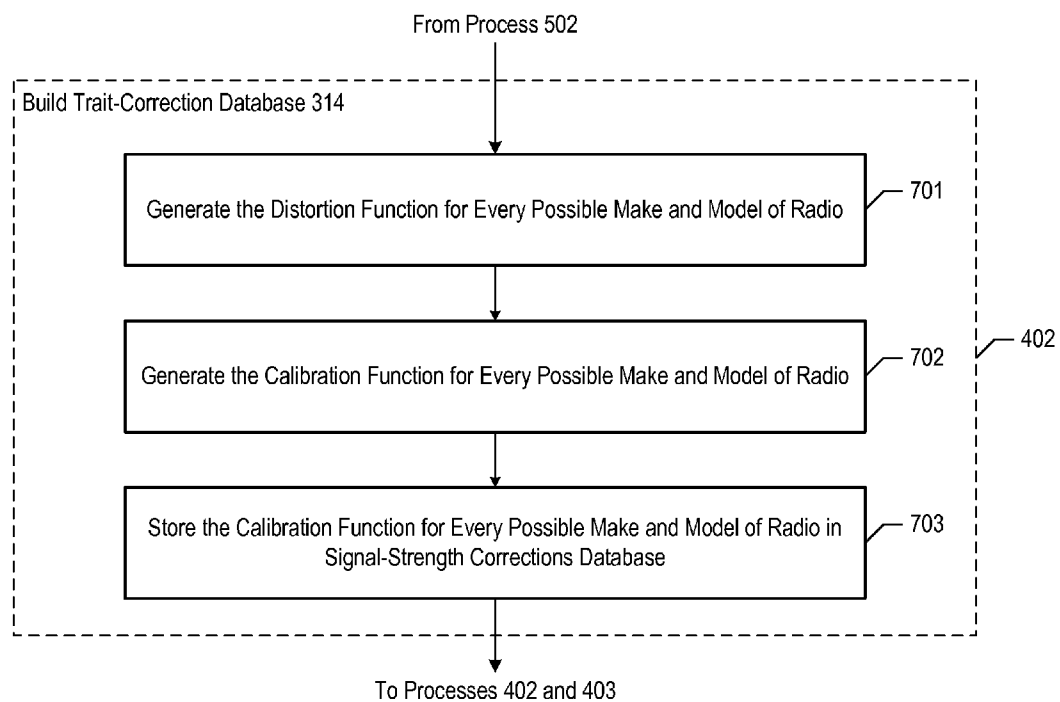 From Process 502
Build Trait-Correction Database 314
Generate the Distortion Function for Every Possible Make and Model of Radio
701
Generate the Calibration Function for Every Possible Make and Model of Radio
702
402
Store the Calibration Function for Every Possible Make and Model of Radio in
Signal-Strength Corrections Database
703
To Processes 402 and 403